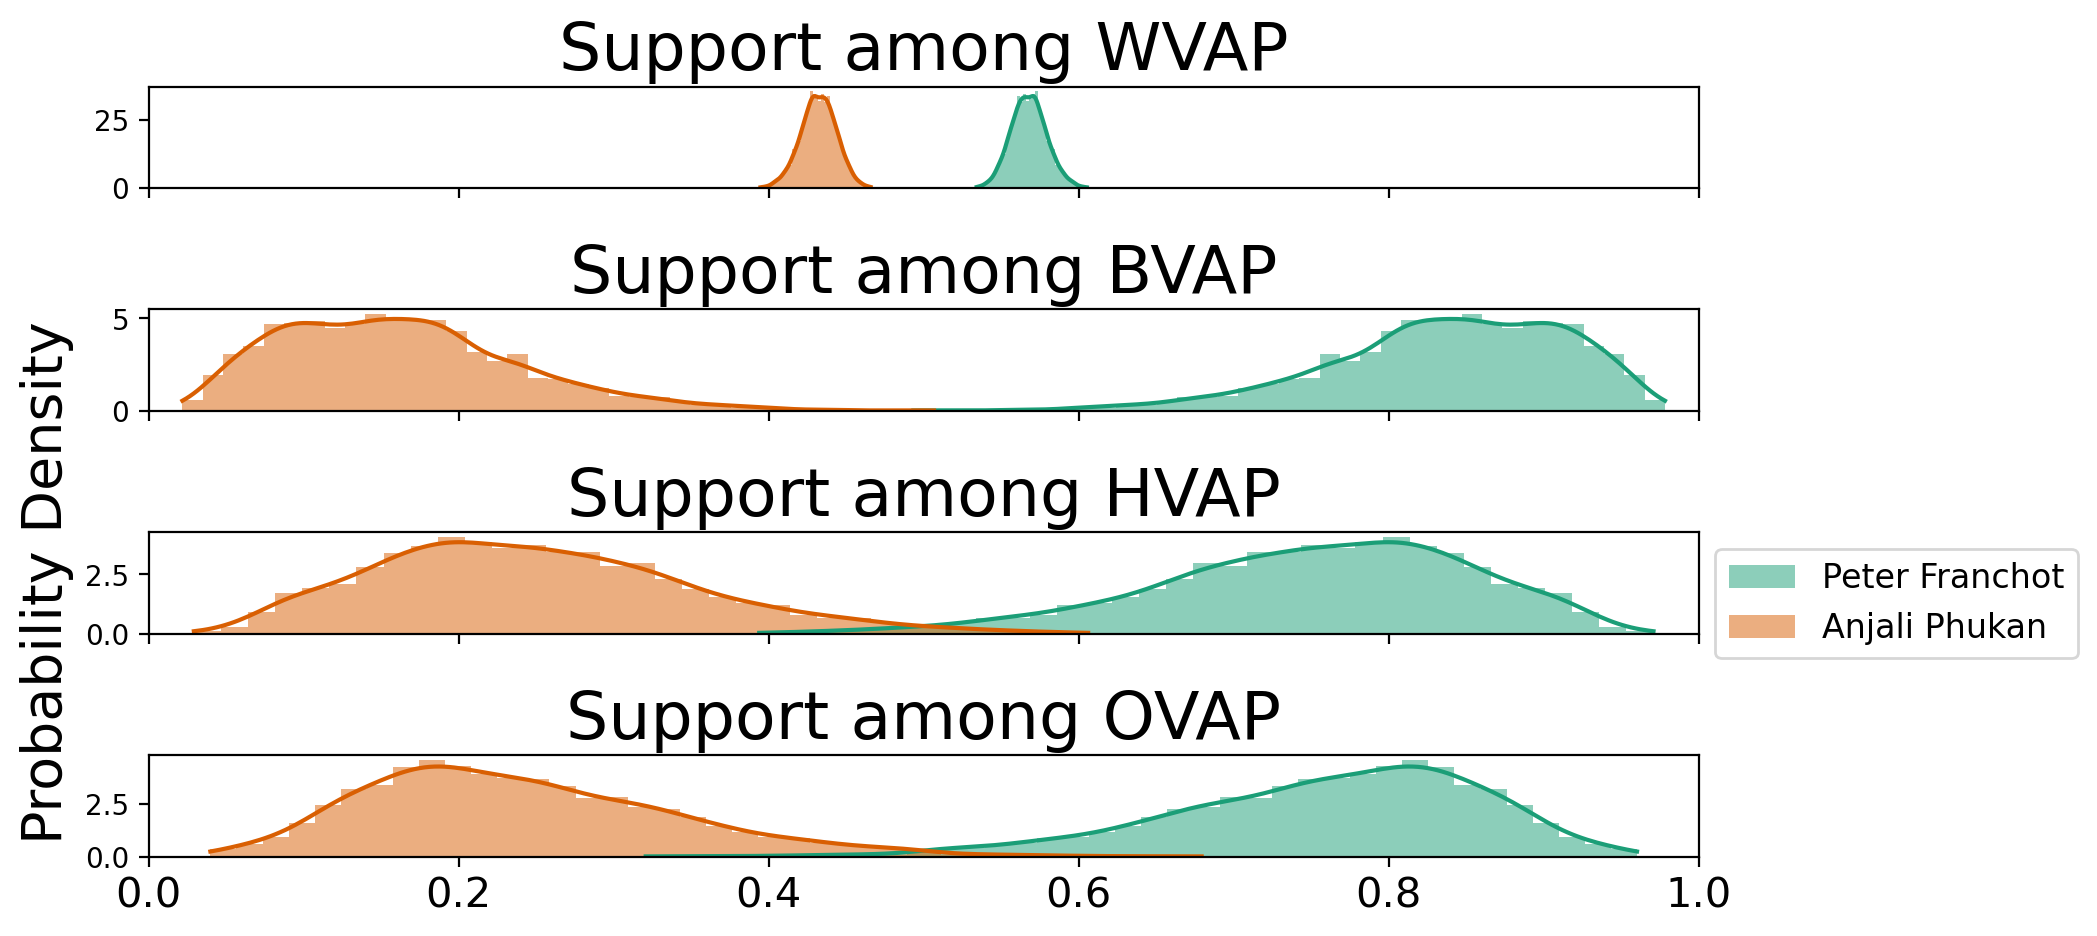 Support among WVAP
25
0
Support among BVAP
5
0
Support among HVAP
2.5
0.0
Support among OVAP
2.5
0.0
0.0 0.2 0.4 0.6 0.8 1.0
Probability Density
Peter Franchot
Anjali Phukan